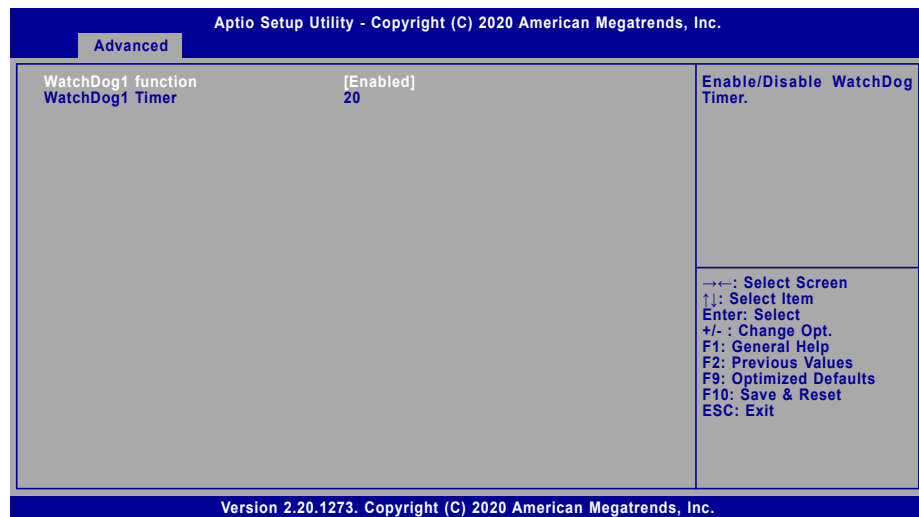 Aptio Setup Utility - Copyright (C) 2020 American Megatrends, Inc.
Advanced
WatchDog1 function [Enabled]
WatchDog1 Timer 20
Enable/Disable WatchDog
Timer.
→←: Select Screen
↑↓: Select Item
Enter: Select
+/- : Change Opt.
F1: General Help
F2: Previous Values
F9: Optimized Defaults
F10: Save & Reset
ESC: Exit
Version 2.20.1273. Copyright (C) 2020 American Megatrends, Inc.